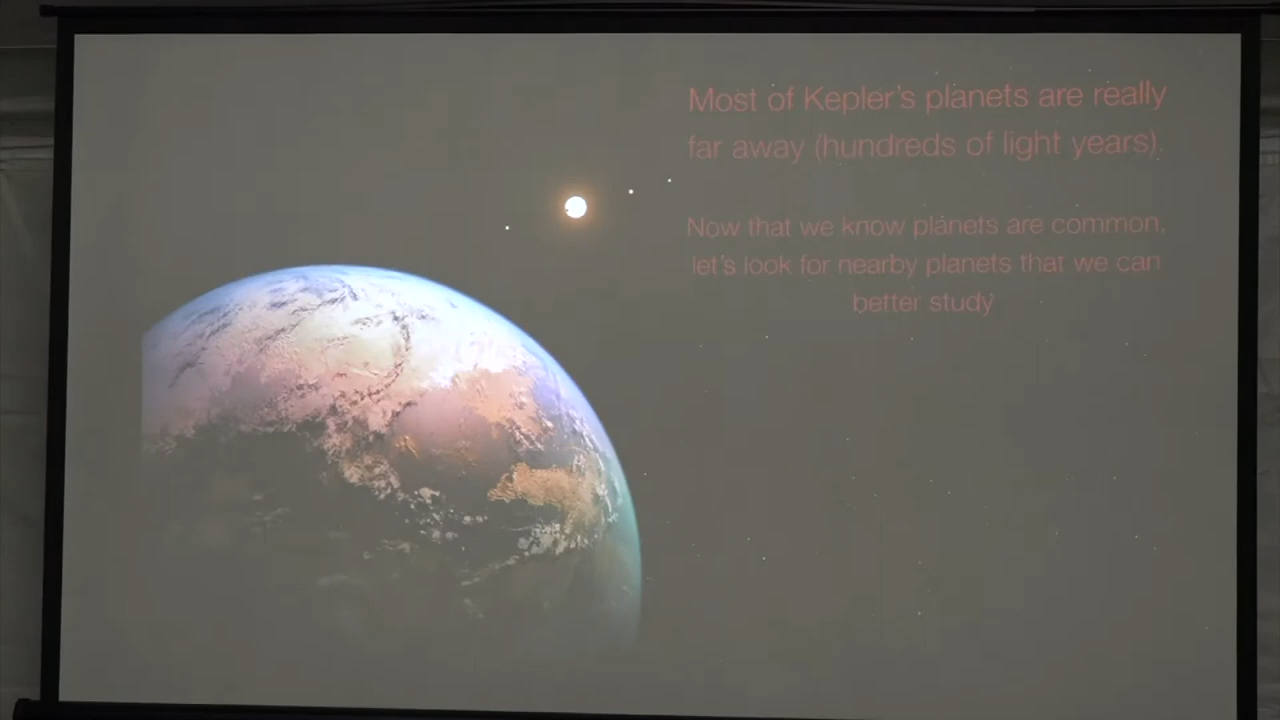 Most of Kepler's planets are really
far away (hundreds of light years).
Now that we know planets are common,
let's look for nearby planets that we can
better study